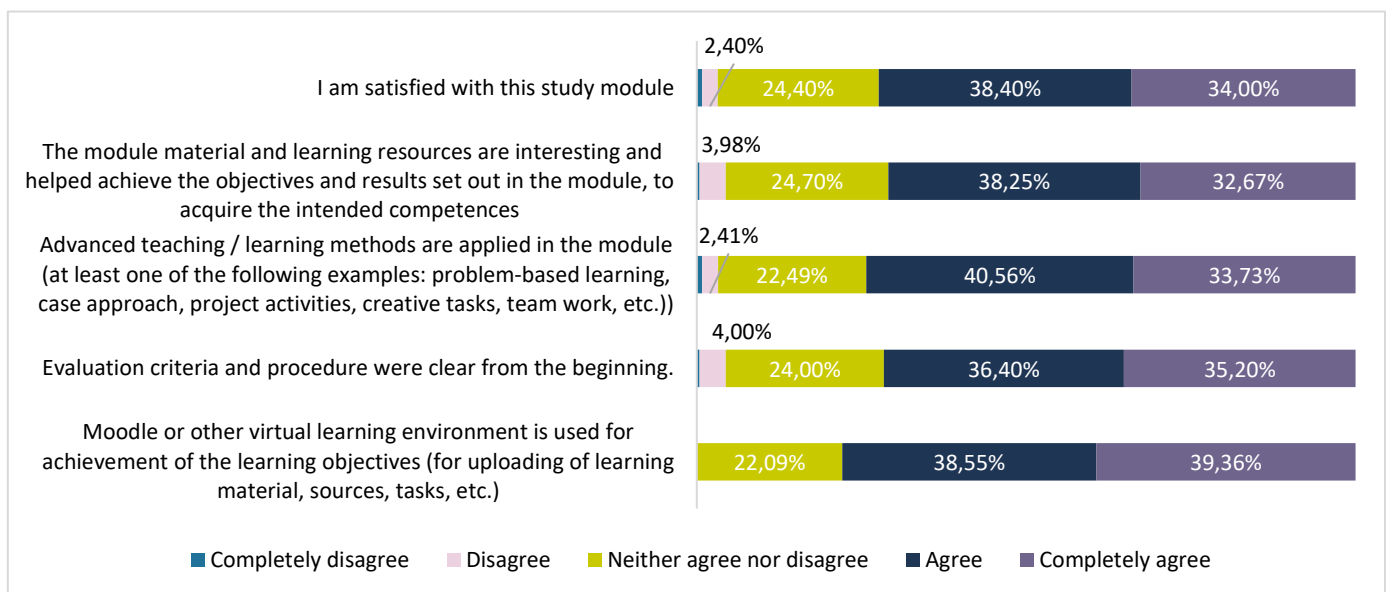 2,40%
I am satisfied with this study module
24,40% 38,40% 34,00%
3,98%
The module material and learning resources are interesting and
helped achieve the objectives and results set out in the module, to
acquire the intended competences
24,70% 38,25% 32,67%
2,41%
Advanced teaching / learning methods are applied in the module
(at least one of the following examples: problem-based learning,
case approach, project activities, creative tasks, team work, etc.))
22,49% 40,56% 33,73%
4,00%
Evaluation criteria and procedure were clear from the beginning.
24,00% 36,40% 35,20%
Moodle or other virtual learning environment is used for
achievement of the learning objectives (for uploading of learning
material, sources, tasks, etc.)
22,09% 38,55% 39,36%
Completely disagree Disagree Neither agree nor disagree Agree Completely agree